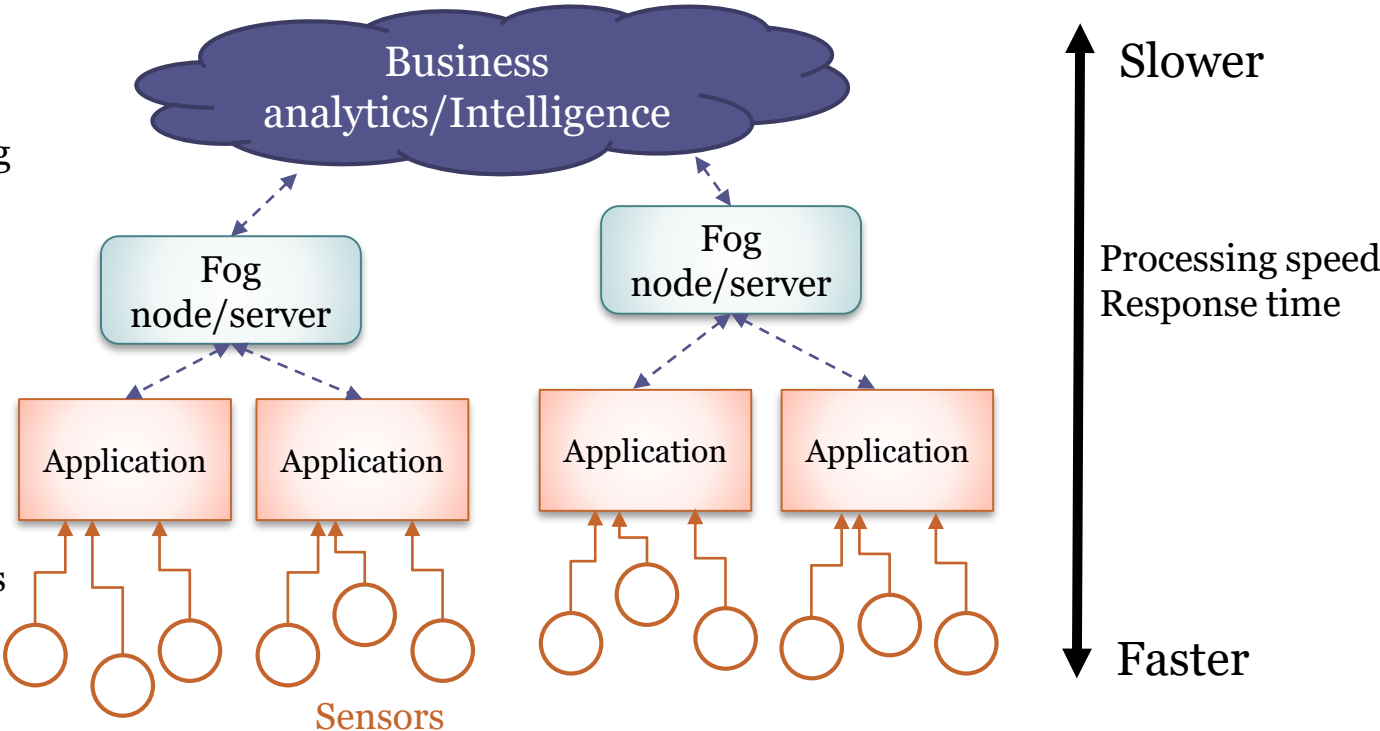 Business
analytics/Intelligence
Slower
g
Fog
node/server
Fog
node/server
Processing speed
Response time
Application
Application
Application
Application
s
Faster
Sensors